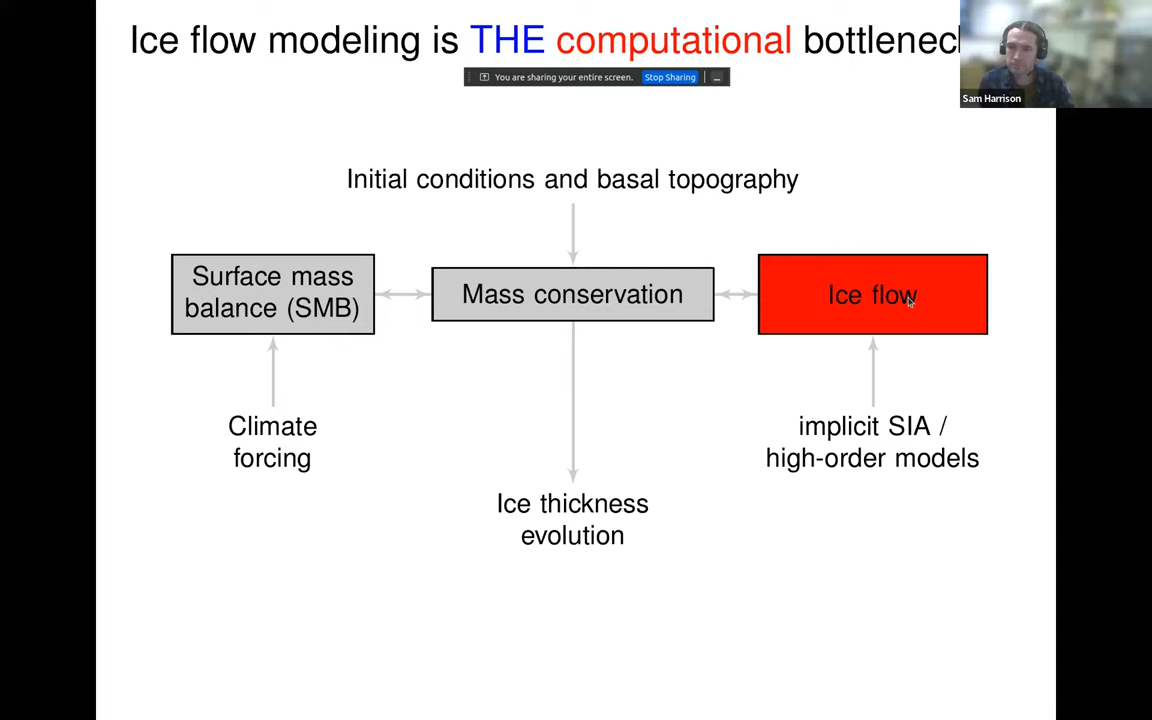 Ice flow modeling is THE computational bottlenec
You are sharing your entire screen. Stop Sharing
Sam Harrison
Initial conditions and basal topography
Surface mass
balance (SMB)
Mass conservation
Ice flow
Climate
forcing
implicit SIA /
high-order models
Ice thickness
evolution